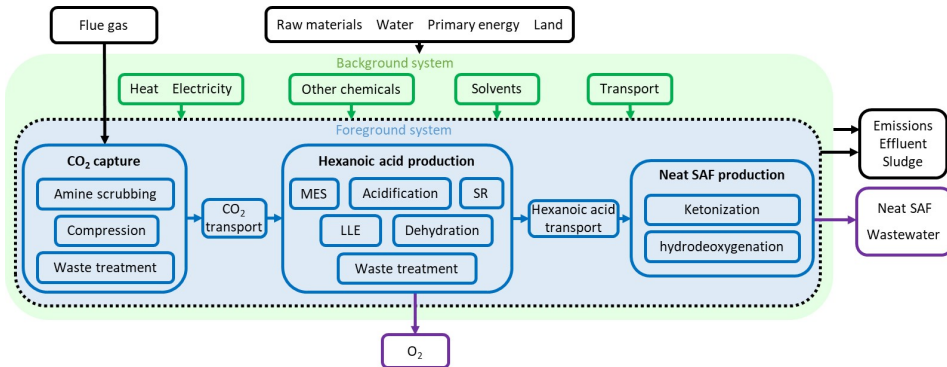 Flue gas
Raw materials Water Primary energy Land
Background system
Heat Electricity
Other chemicals
Solvents
Transport
Foreground system
CO₂ capture
Amine scrubbing
Compression
Waste treatment
CO₂
transport
Hexanoic acid production
MES
Acidification
SR
LLE
Dehydration
Waste treatment
Hexanoic acid
transport
Neat SAF production
Ketonization
hydrodeoxygenation
Emissions
Effluent
Sludge
Neat SAF
Wastewater
O₂